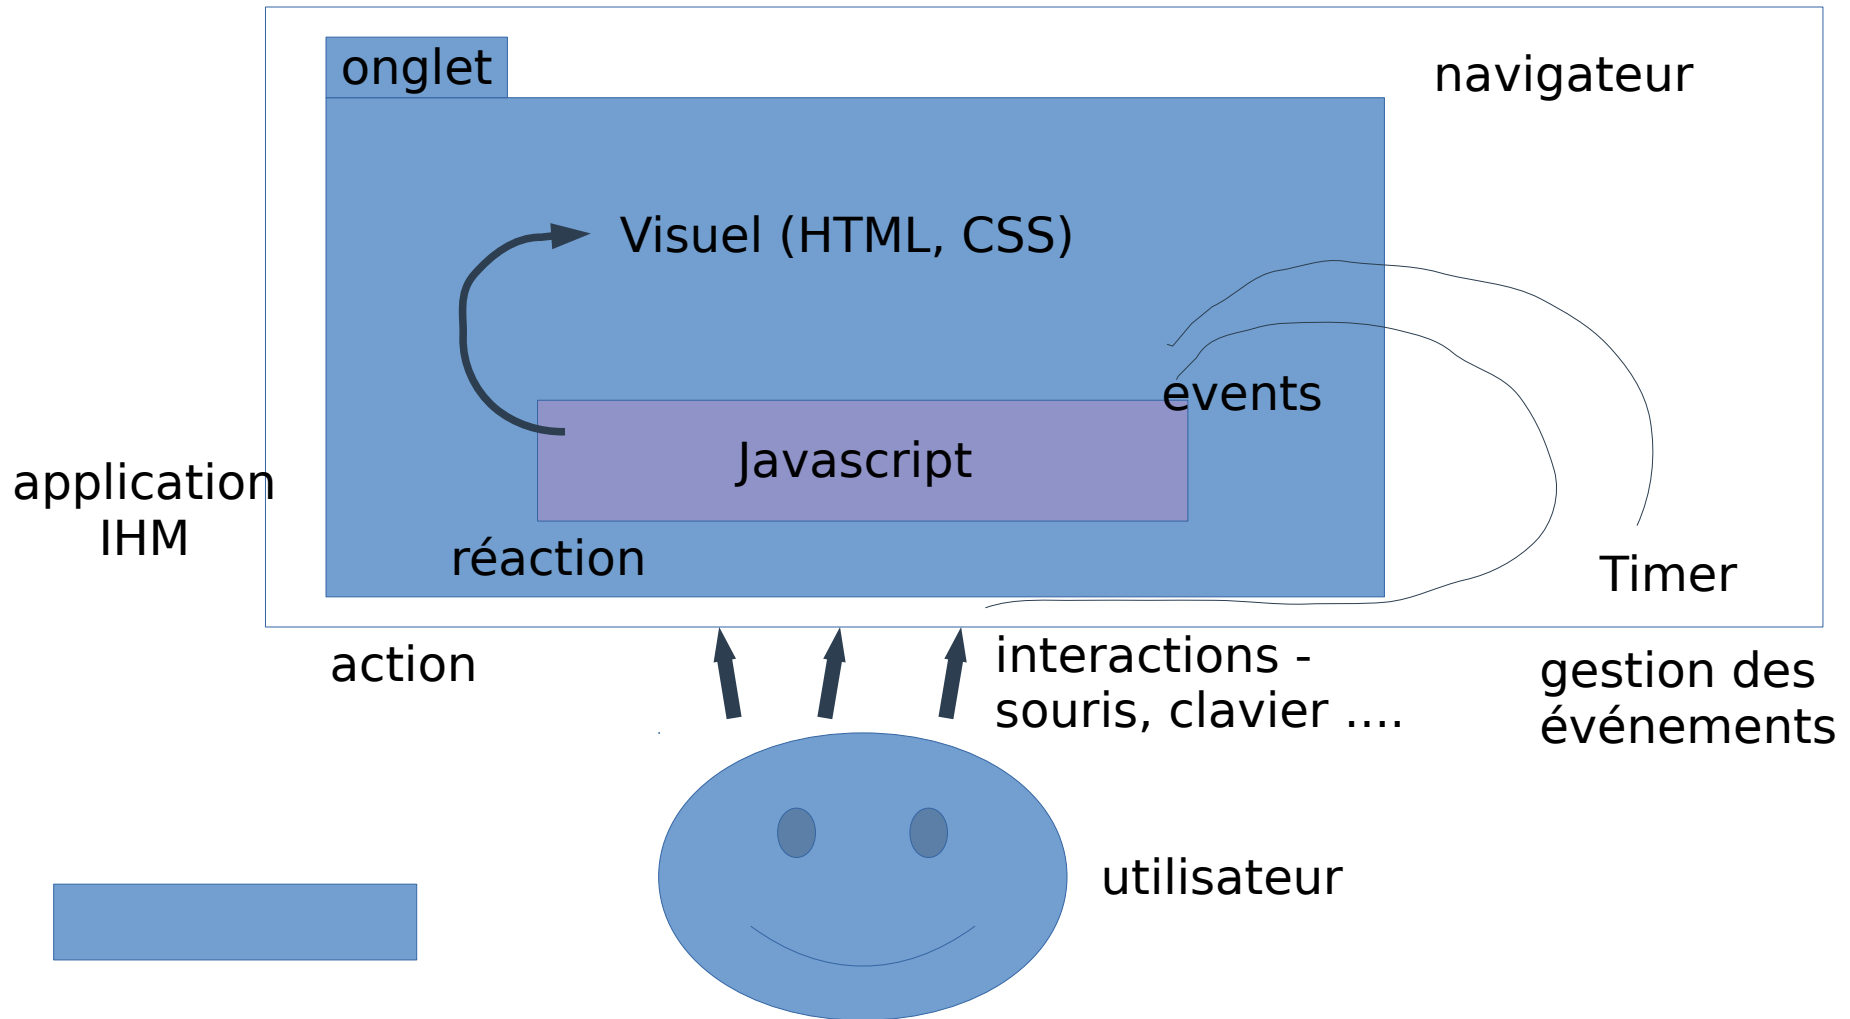 onglet
navigateur
Visuel (HTML, CSS)
events
Javascript
application
IHM
réaction
Timer
action
interactions -
souris, clavier ....
gestion des
événements
utilisateur